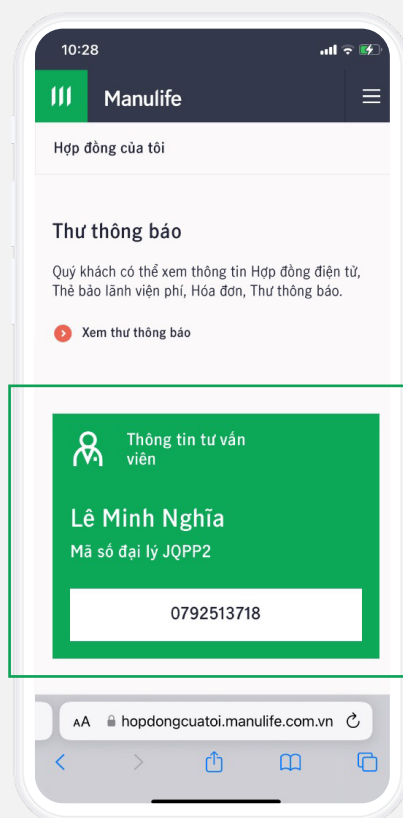 10:28
Manulife
Hợp đồng của tôi
Thư thông báo
Quý khách có thể xem thông tin Hợp đồng điện tử,
Thẻ bảo lãnh viện phí, Hóa đơn, Thư thông báo.
Xem thư thông báo
Thông tin tư vấn
viên
Lê Minh Nghĩa
Mã số đại lý JQPP2
0792513718
AA hopdongcuatoi.manulife.com.vn